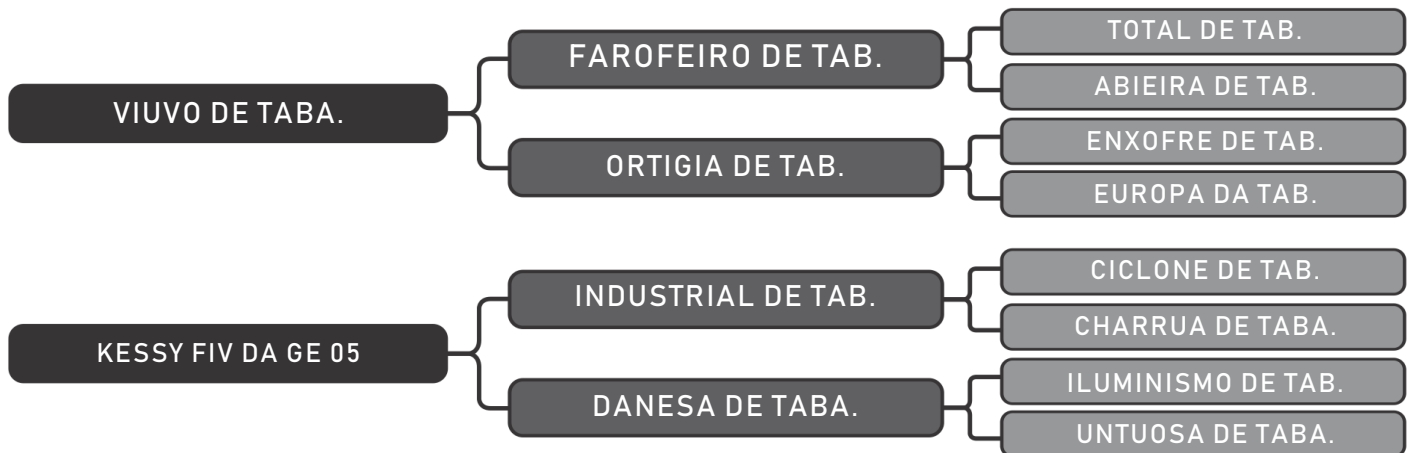 VIUVO DE TABA.
FAROFEIRO DE TAB.
TOTAL DE TAB.
ABIEIRA DE TAB.
ORTIGIA DE TAB.
ENXOFRE DE TAB.
EUROPA DA TAB.
KESSY FIV DA GE 05
INDUSTRIAL DE TAB.
CICLONE DE TAB.
CHARRUA DE TABA.
DANESA DE TABA.
ILUMINISMO DE TAB.
UNTUOSA DE TABA.